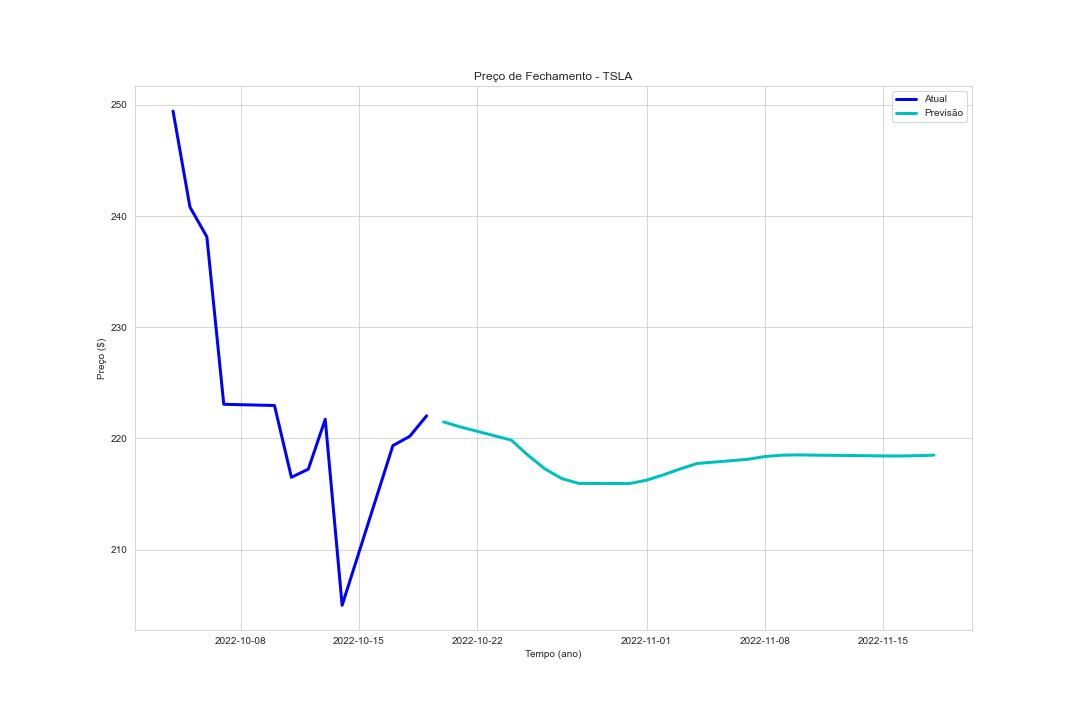 Preço de Fechamento - TSLA
Atual
Previsão
250
240
230
220
210
Preço ($)
2022-10-08
2022-10-15
2022-10-22
2022-11-01
2022-11-08
2022-11-15
Tempo (ano)